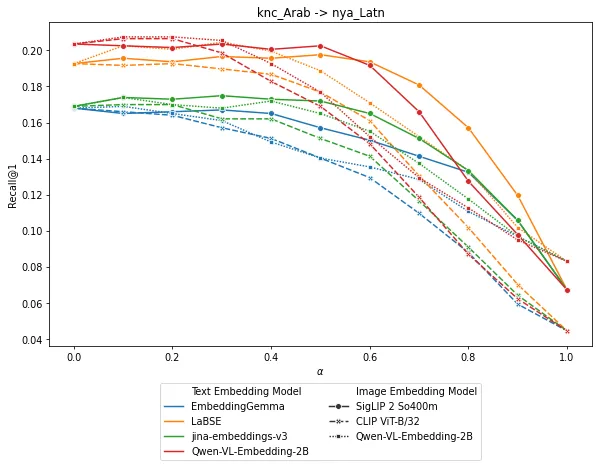 knc_Arab -> nya_Latn
Recall@1
0.20
0.18
0.16
0.14
0.12
0.10
0.08
0.06
0.04
0.0 0.2 0.4 0.6 0.8 1.0
α
Text Embedding Model Image Embedding Model
EmbeddingGemma SigLIP 2 So400m
LaBSE CLIP ViT-B/32
jina-embeddings-v3 Qwen-VL-Embedding-2B
Qwen-VL-Embedding-2B